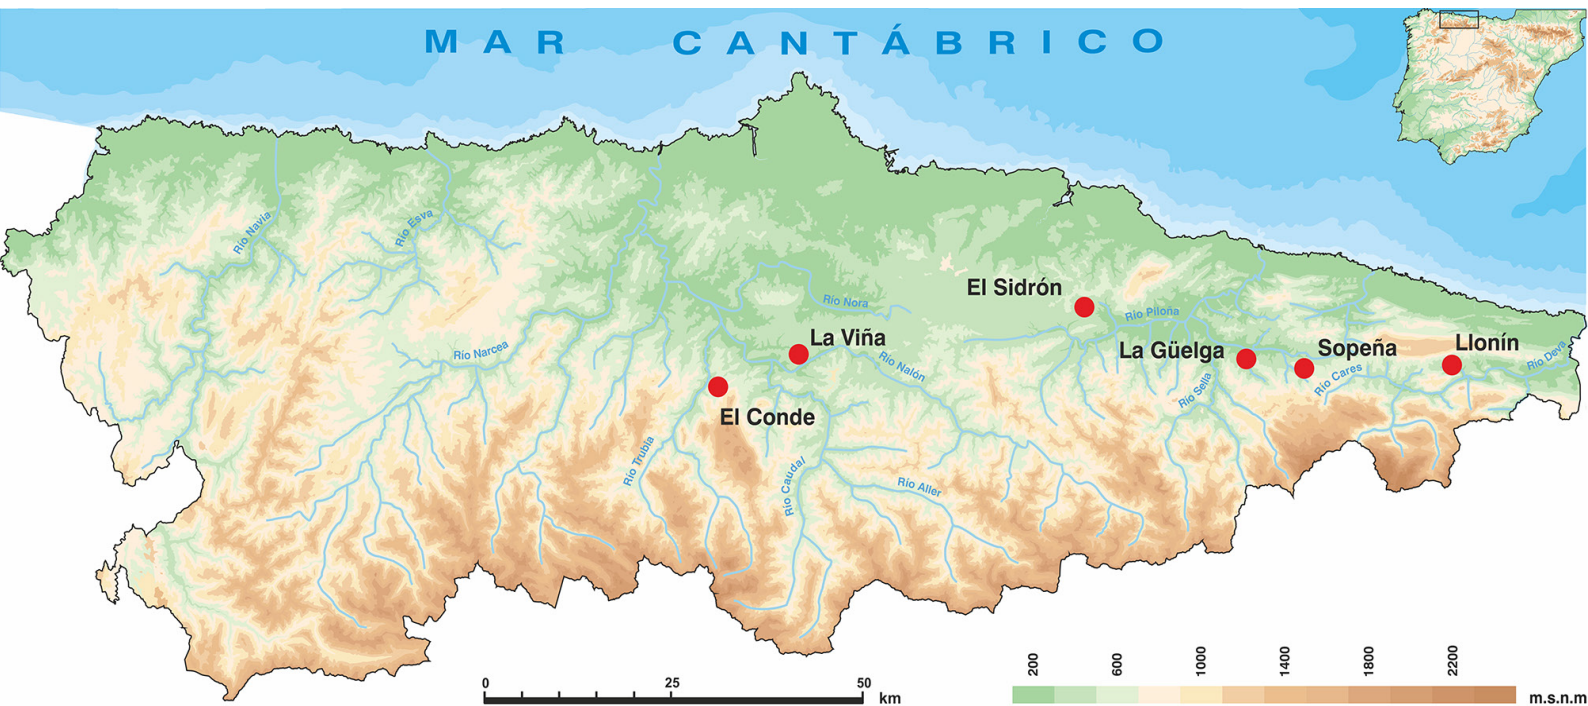 MAR CANTÁBRICO
Río Navia
Río Esva
El Sidrón
Río Nora
Río Piloña
La Viña
Río Narcea
La Güelga
Sopeña
Llonín
Río Deva
Río Nalón
Río Cares
Río Sella
El Conde
Río Trubia
Río Caudal
Río Aller
0 25 50
km
200 600 1000 1400 1800 2200
m.s.n.m